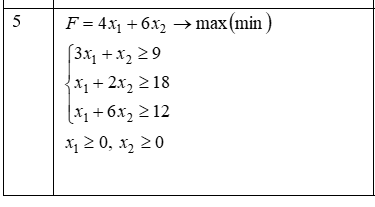 5
F = 4x₁ + 6x₂ → max(min)
3x₁ + x₂ ≥ 9
x₁ + 2x₂ ≥ 18
x₁ + 6x₂ ≥ 12
x₁ ≥ 0, x₂ ≥ 0